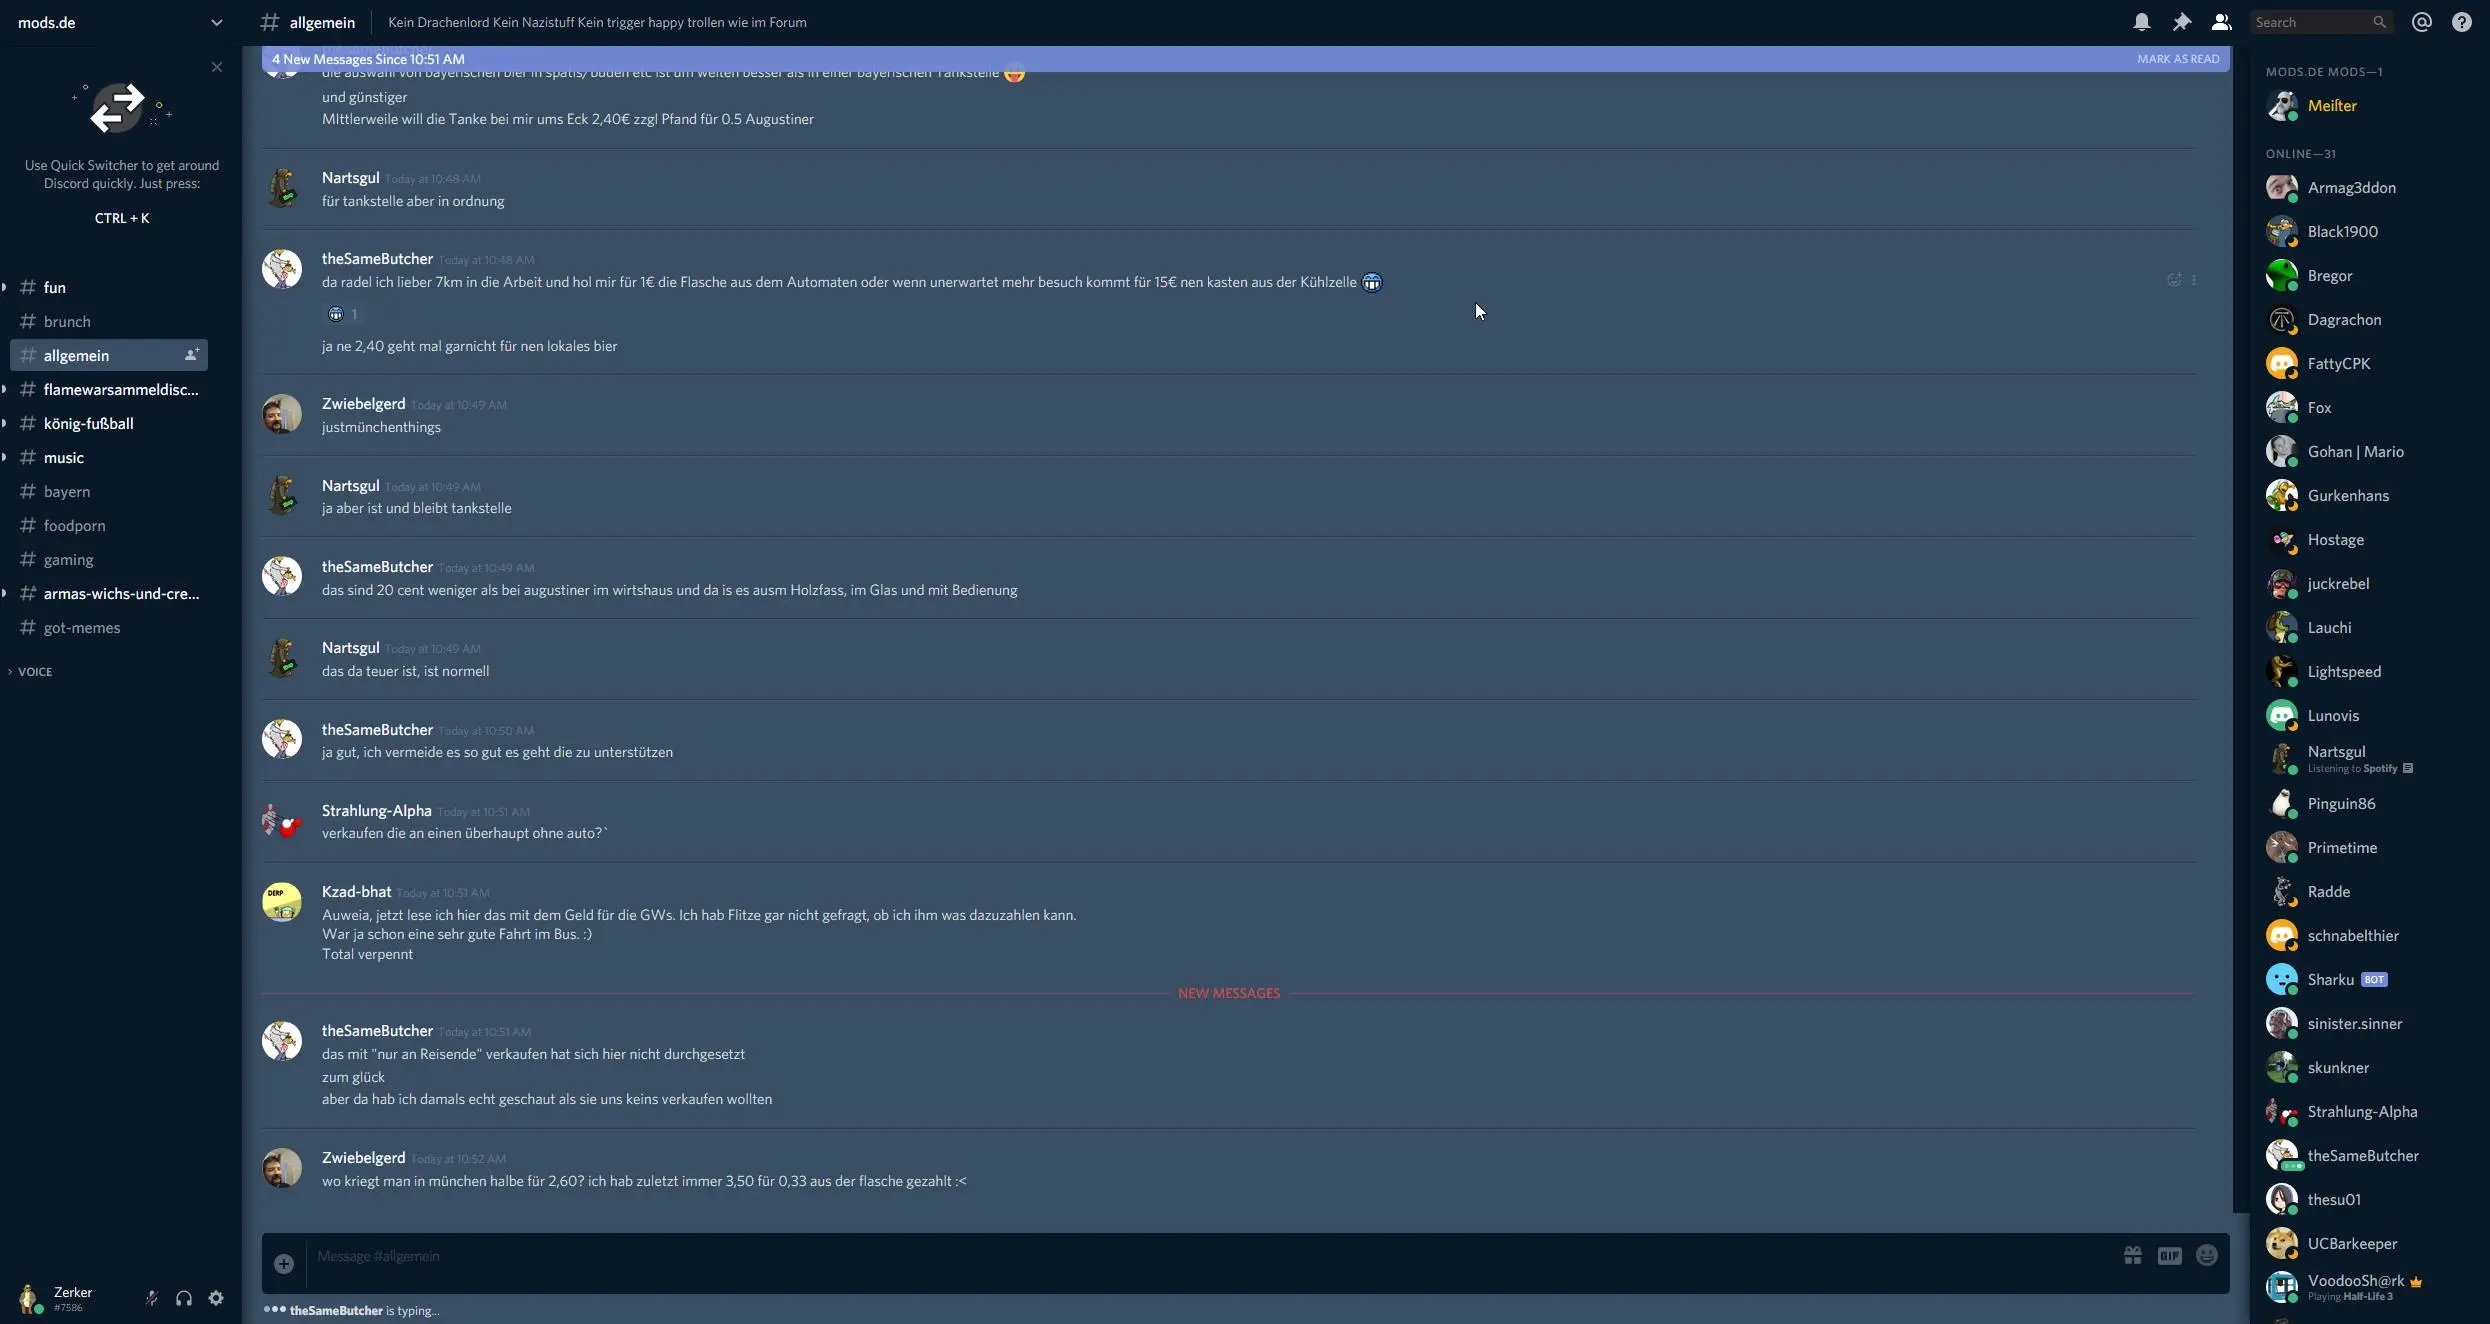 mods.de
# allgemein
Kein Drachenlord Kein Nazistuff Kein trigger happy trollen wie im Forum
Search
4 New Messages Since 10:51 AM
MARK AS READ
Use Quick Switcher to get around
Discord quickly. Just press:
CTRL + K
# fun
# brunch
# allgemein
# flamewarsammeldisc...
# könig-fußball
# music
# bayern
# foodporn
# gaming
# armas-wichs-und-cre...
# got-memes
> VOICE
Zerker
#7586
die auswahl von bayerischen bier in spätis/buden etc ist um welten besser als in einer bayerischen Tankstelle
und günstiger
MIttlerweile will die Tanke bei mir ums Eck 2,40€ zzgl Pfand für 0.5 Augustiner
Nartsgul Today at 10:48 AM
für tankstelle aber in ordnung
theSameButcher Today at 10:48 AM
da radel ich lieber 7km in die Arbeit und hol mir für 1€ die Flasche aus dem Automaten oder wenn unerwartet mehr besuch kommt für 15€ nen kasten aus der Kühlzelle
1
ja ne 2,40 geht mal garnicht für nen lokales bier
Zwiebelgerd Today at 10:49 AM
justmünchenthings
Nartsgul Today at 10:49 AM
ja aber ist und bleibt tankstelle
theSameButcher Today at 10:49 AM
das sind 20 cent weniger als bei augustiner im wirtshaus und da is es ausm Holzfass, im Glas und mit Bedienung
Nartsgul Today at 10:49 AM
das da teuer ist, ist normell
theSameButcher Today at 10:50 AM
ja gut, ich vermeide es so gut es geht die zu unterstützen
Strahlung-Alpha Today at 10:51 AM
verkaufen die an einen überhaupt ohne auto?`
Kzad-bhat Today at 10:51 AM
Auweia, jetzt lese ich hier das mit dem Geld für die GWs. Ich hab Flitze gar nicht gefragt, ob ich ihm was dazuzahlen kann.
War ja schon eine sehr gute Fahrt im Bus. :)
Total verpennt
NEW MESSAGES
theSameButcher Today at 10:51 AM
das mit "nur an Reisende" verkaufen hat sich hier nicht durchgesetzt
zum glück
aber da hab ich damals echt geschaut als sie uns keins verkaufen wollten
Zwiebelgerd Today at 10:52 AM
wo kriegt man in münchen halbe für 2,60? ich hab zuletzt immer 3,50 für 0,33 aus der flasche gezahlt :<
Message #allgemein
GIF
theSameButcher is typing...
MODS.DE MODS—1
Meiſter
ONLINE—31
Armag3ddon
Black1900
Bregor
Dagrachon
FattyCPK
Fox
Gohan | Mario
Gurkenhans
Hostage
juckrebel
Lauchi
Lightspeed
Lunovis
Nartsgul
Listening to Spotify
Pinguin86
Primetime
Radde
schnabelthier
Sharku BOT
sinister.sinner
skunkner
Strahlung-Alpha
theSameButcher
thesu01
UCBarkeeper
VoodooSh@rk
Playing Half-Life 3
DERP